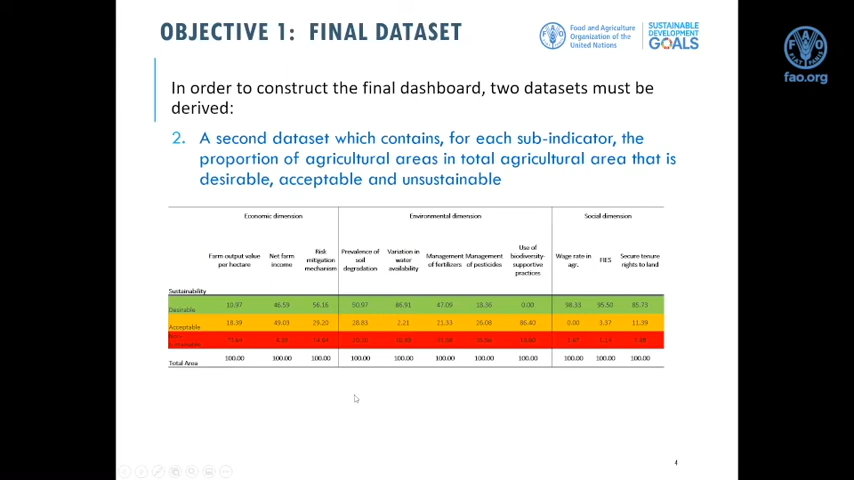 OBJECTIVE 1: FINAL DATASET
Food and Agriculture
Organization of the
United Nations
SUSTAINABLE
DEVELOPMENT
GOALS
FAO
FIAT PANIS
fao.org
In order to construct the final dashboard, two datasets must be
derived:
2. A second dataset which contains, for each sub-indicator, the
proportion of agricultural areas in total agricultural area that is
desirable, acceptable and unsustainable
Economic dimension Environmental dimension Social dimension
Farm output value per hectare Net farm income Risk mitigation mechanism Prevalence of soil degradation Variation in water availability Management of fertilizers Management of pesticides Use of biodiversity-supportive practices Wage rate in agr. FIES Secure tenure rights to land
Sustainability
Desirable 10.97 46.59 56.16 50.97 86.91 47.09 18.36 0.00 98.33 95.50 85.73
Acceptable 18.39 49.03 29.20 28.83 2.21 21.33 26.08 86.40 0.00 3.37 11.39
Total Area 100.00 100.00 100.00 100.00 100.00 100.00 100.00 100.00 100.00 100.00 100.00
4